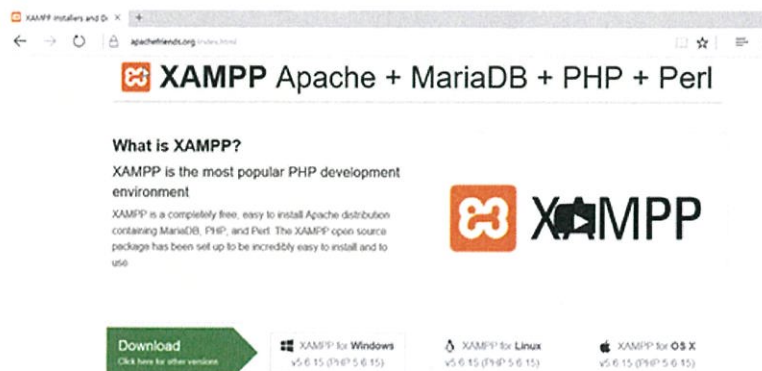 XAMPP Installers and Do
apachefriends.org/index.html
XAMPP Apache + MariaDB + PHP + Perl
What is XAMPP?
XAMPP is the most popular PHP development
environment
XAMPP is a completely free, easy to install Apache distribution
containing MariaDB, PHP, and Perl. The XAMPP open source
package has been set up to be incredibly easy to install and to
use.
XAMPP
Download
Click here for other versions
XAMPP for Windows
v5.6.15 (PHP 5.6.15)
XAMPP for Linux
v5.6.15 (PHP 5.6.15)
XAMPP for OS X
v5.6.15 (PHP 5.6.15)